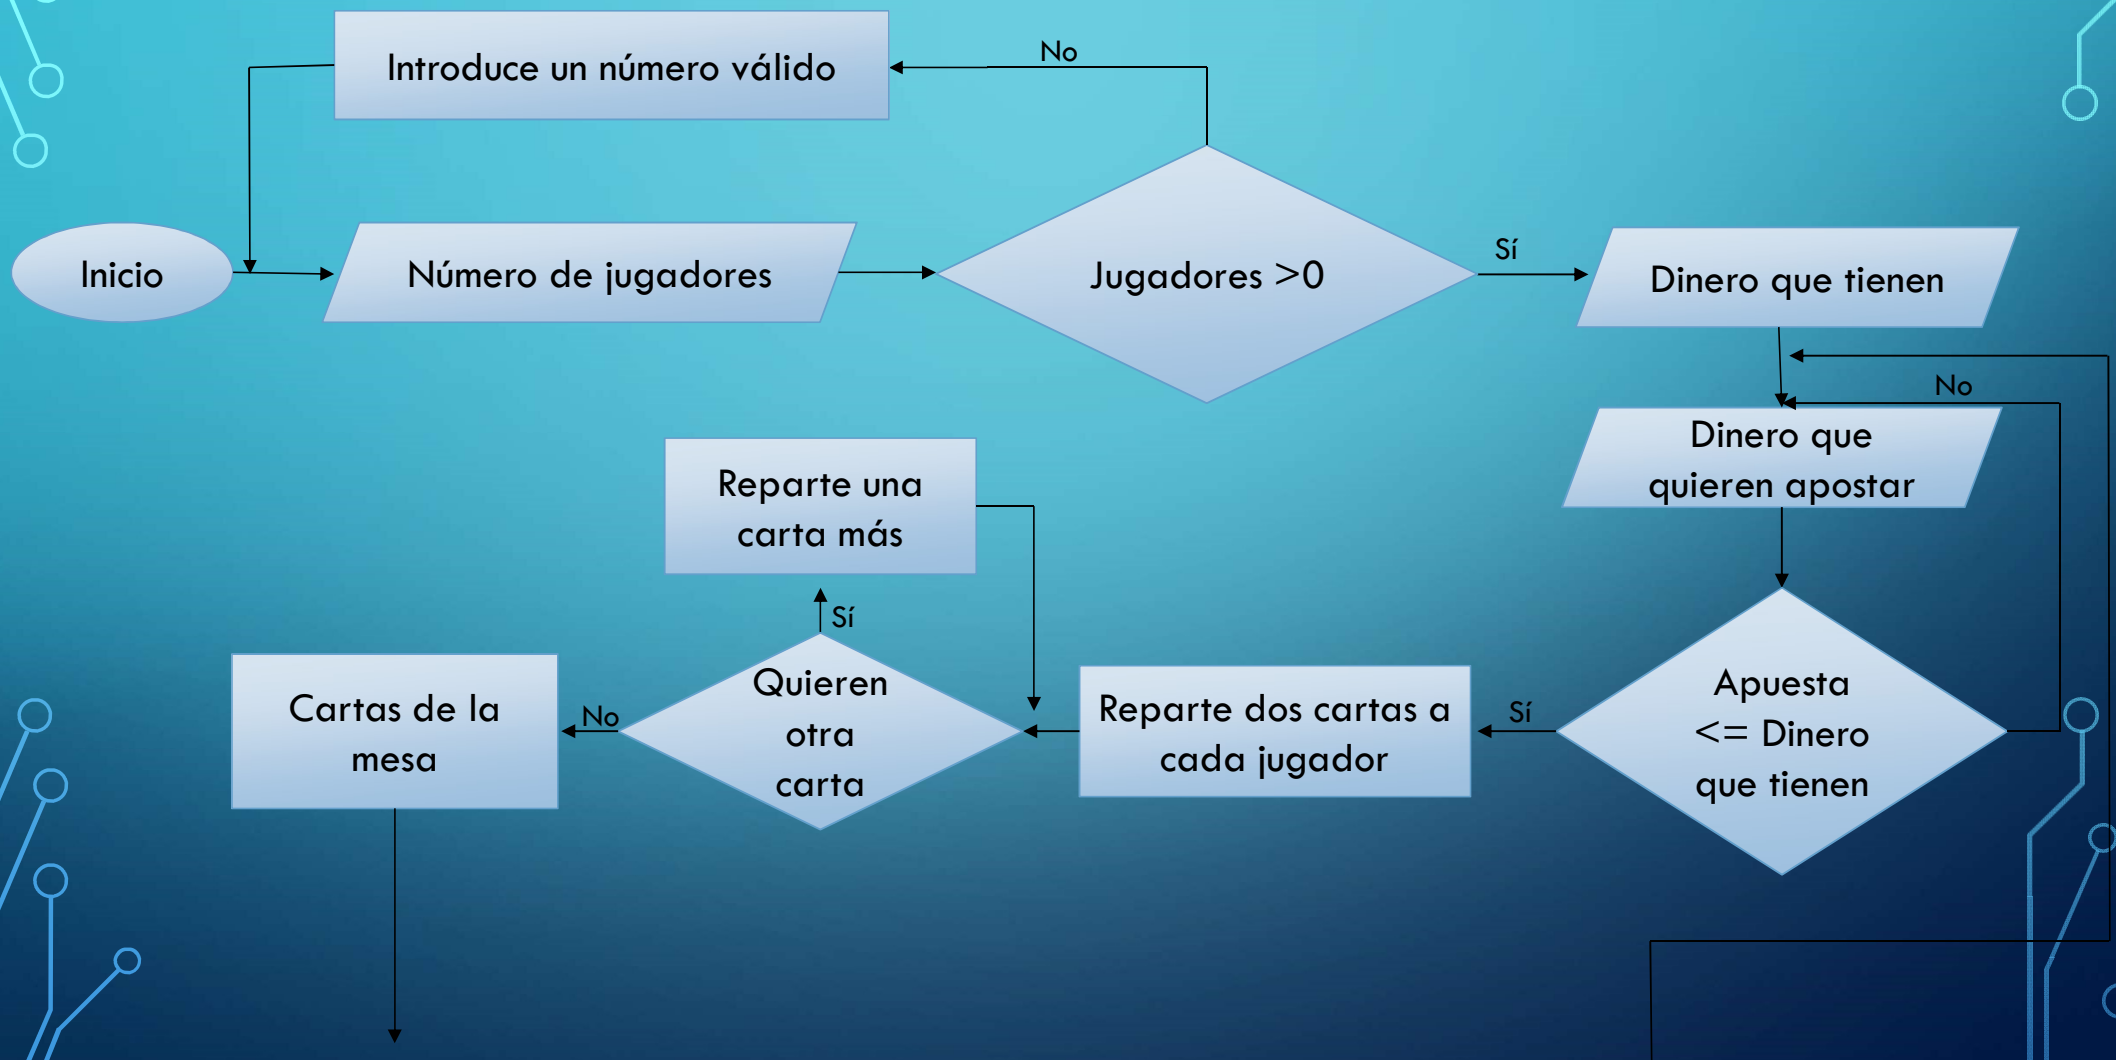 Introduce un número válido
No
Inicio
Número de jugadores
Jugadores >0
Sí
Dinero que tienen
No
Dinero que
quieren apostar
Apuesta
<= Dinero
que tienen
Sí
Reparte dos cartas a
cada jugador
Quieren
otra
carta
Sí
Reparte una
carta más
No
Cartas de la
mesa